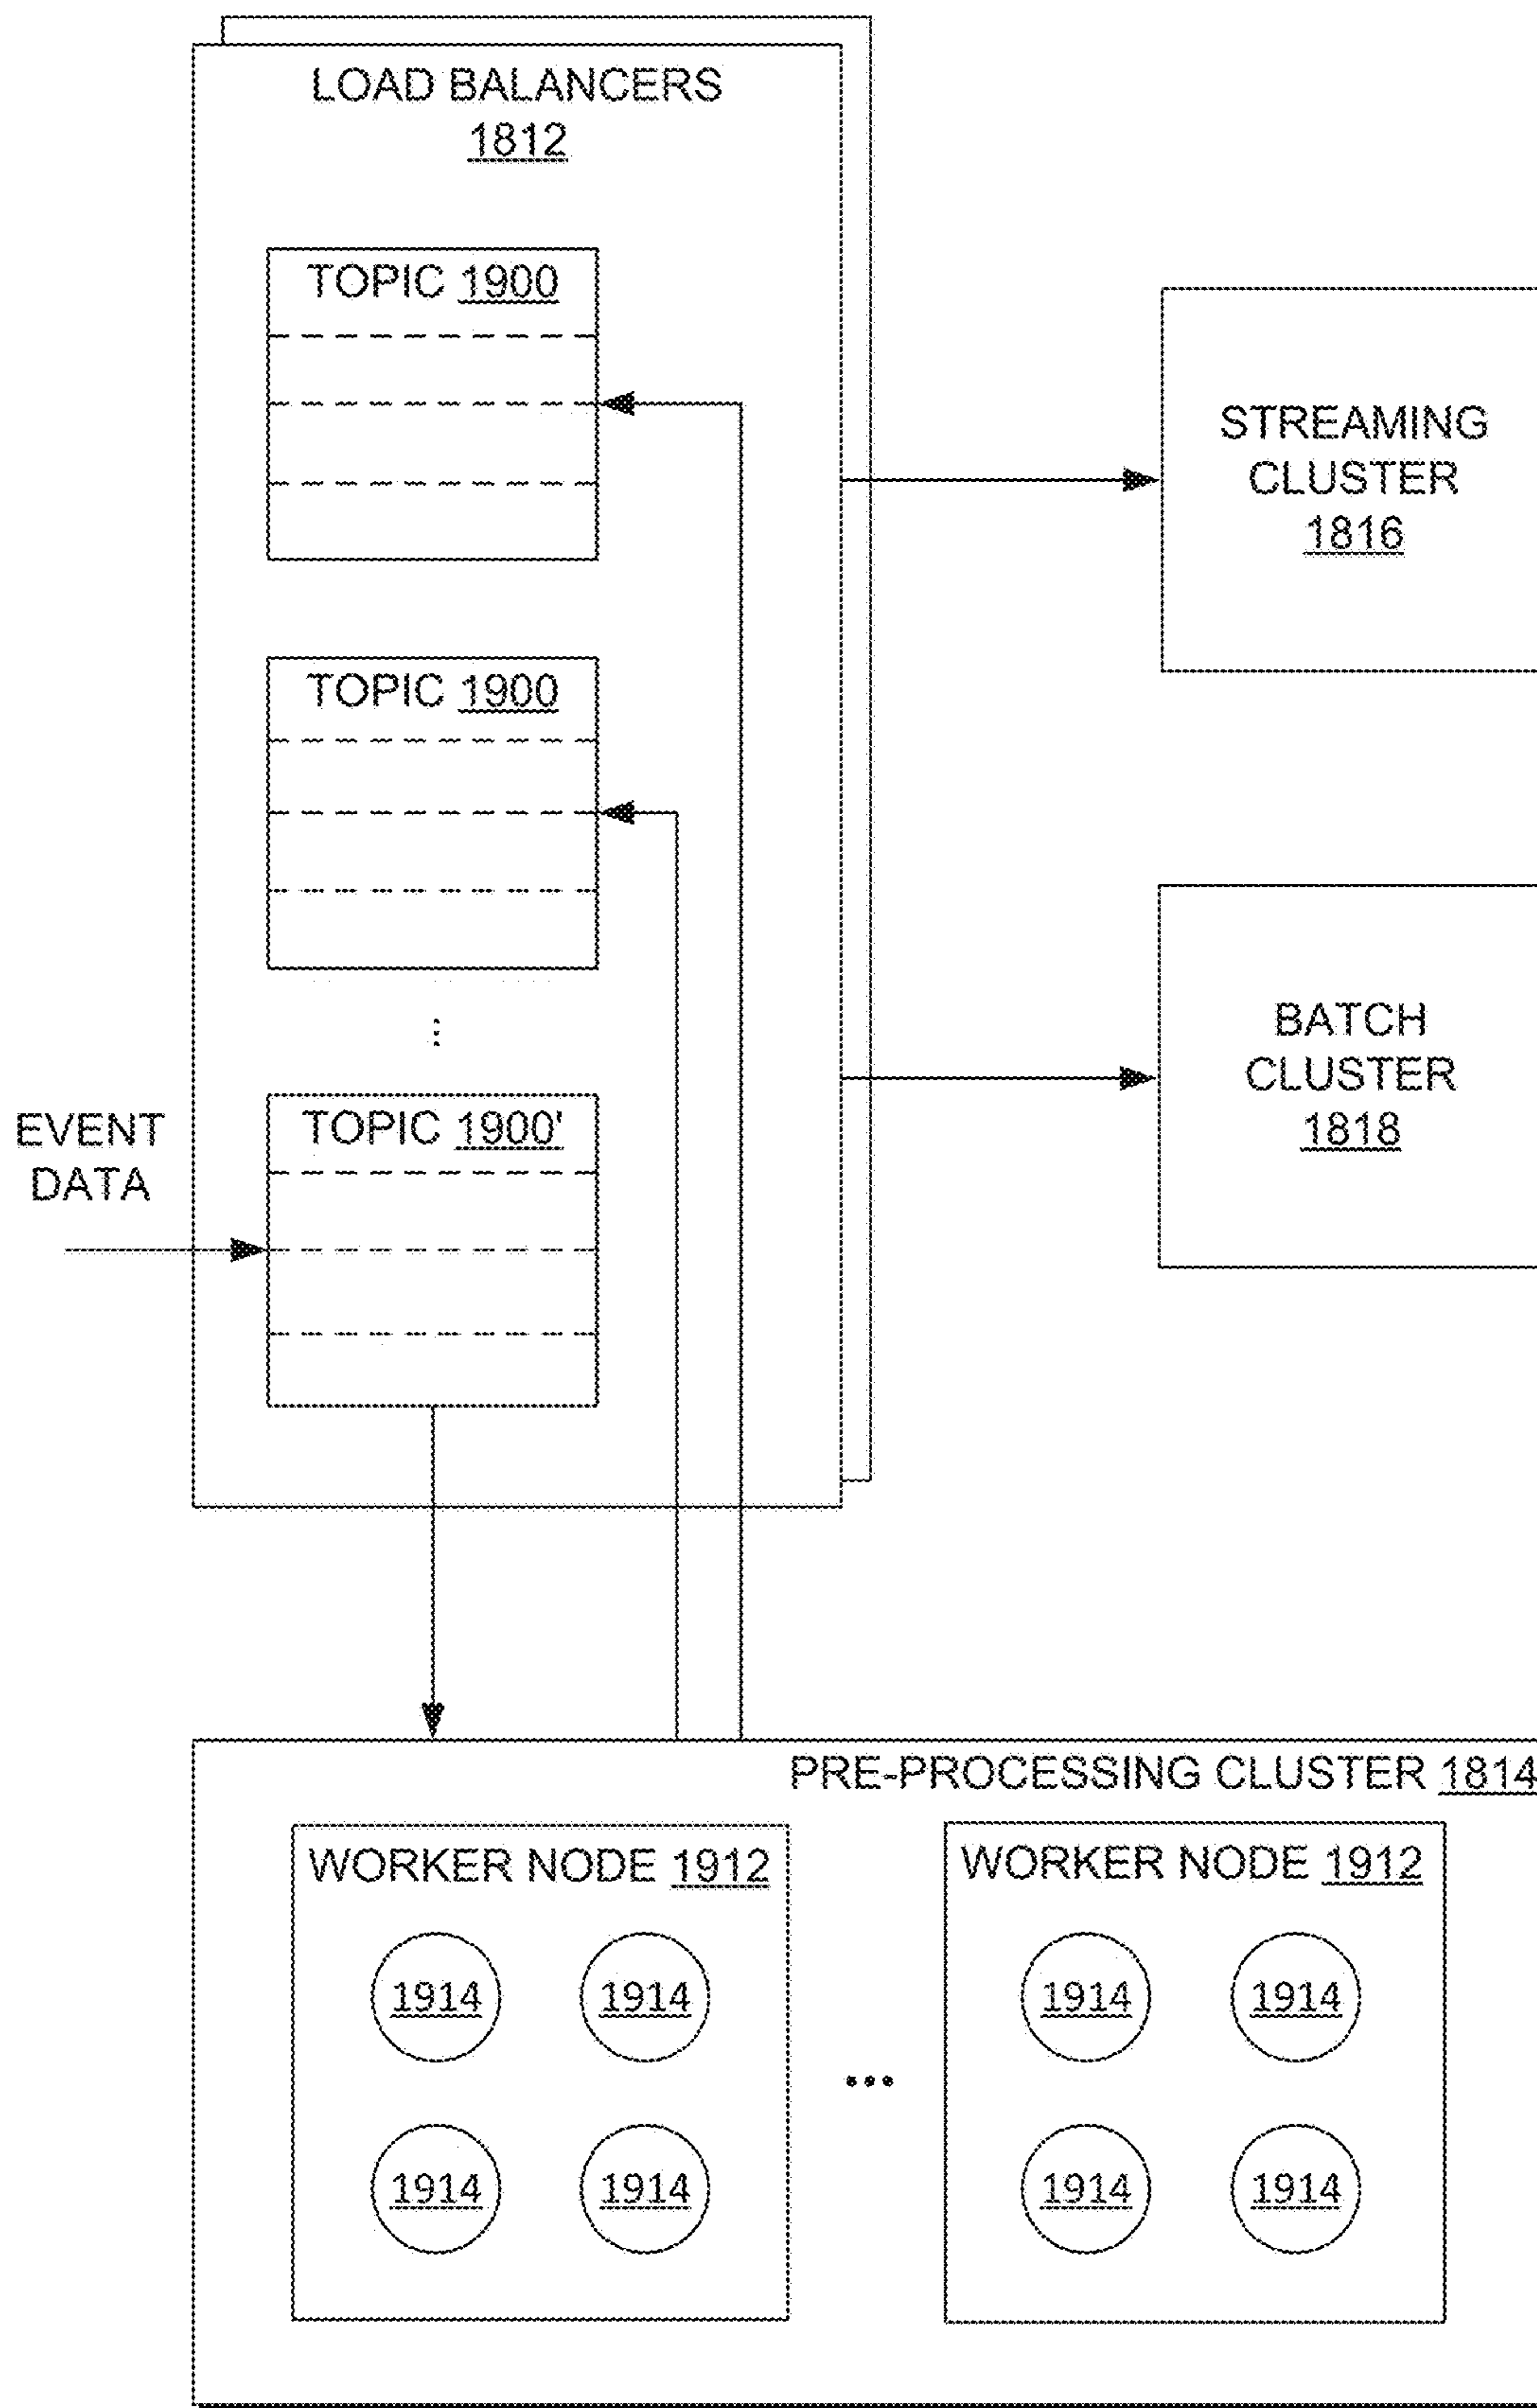 LOAD BALANCERS
1812
TOPIC 1900
TOPIC 1900
TOPIC 1900'
EVENT
DATA
STREAMING
CLUSTER
1816
BATCH
CLUSTER
1818
PRE-PROCESSING CLUSTER 1814
WORKER NODE 1912
1914 1914
1914 1914
...
WORKER NODE 1912
1914 1914
1914 1914